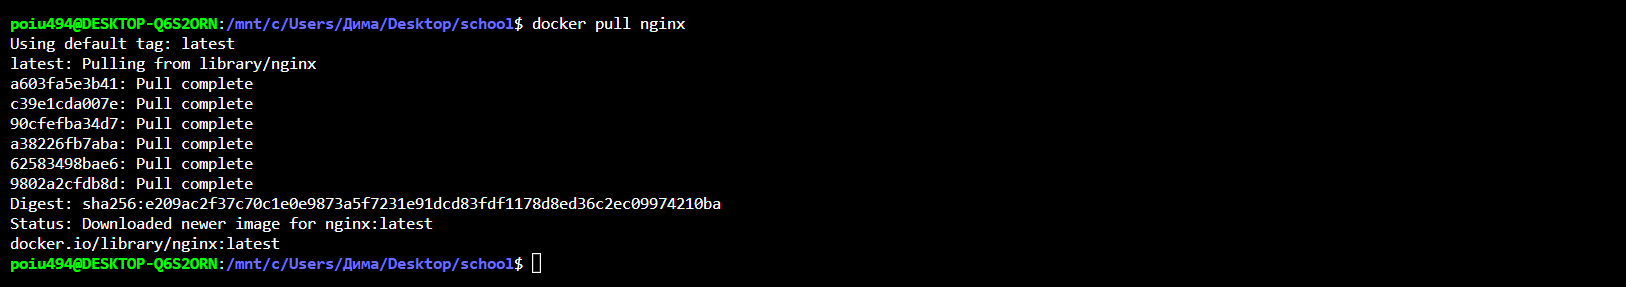 poiu494@DESKTOP-Q6S2ORN:/mnt/c/Users/Дима/Desktop/school$ docker pull nginx
Using default tag: latest
latest: Pulling from library/nginx
a603fa5e3b41: Pull complete
c39e1cda007e: Pull complete
90cfefba34d7: Pull complete
a38226fb7aba: Pull complete
62583498bae6: Pull complete
9802a2cfdb8d: Pull complete
Digest: sha256:e209ac2f37c70c1e0e9873a5f7231e91dcd83fdf1178d8ed36c2ec09974210ba
Status: Downloaded newer image for nginx:latest
docker.io/library/nginx:latest
poiu494@DESKTOP-Q6S2ORN:/mnt/c/Users/Дима/Desktop/school$